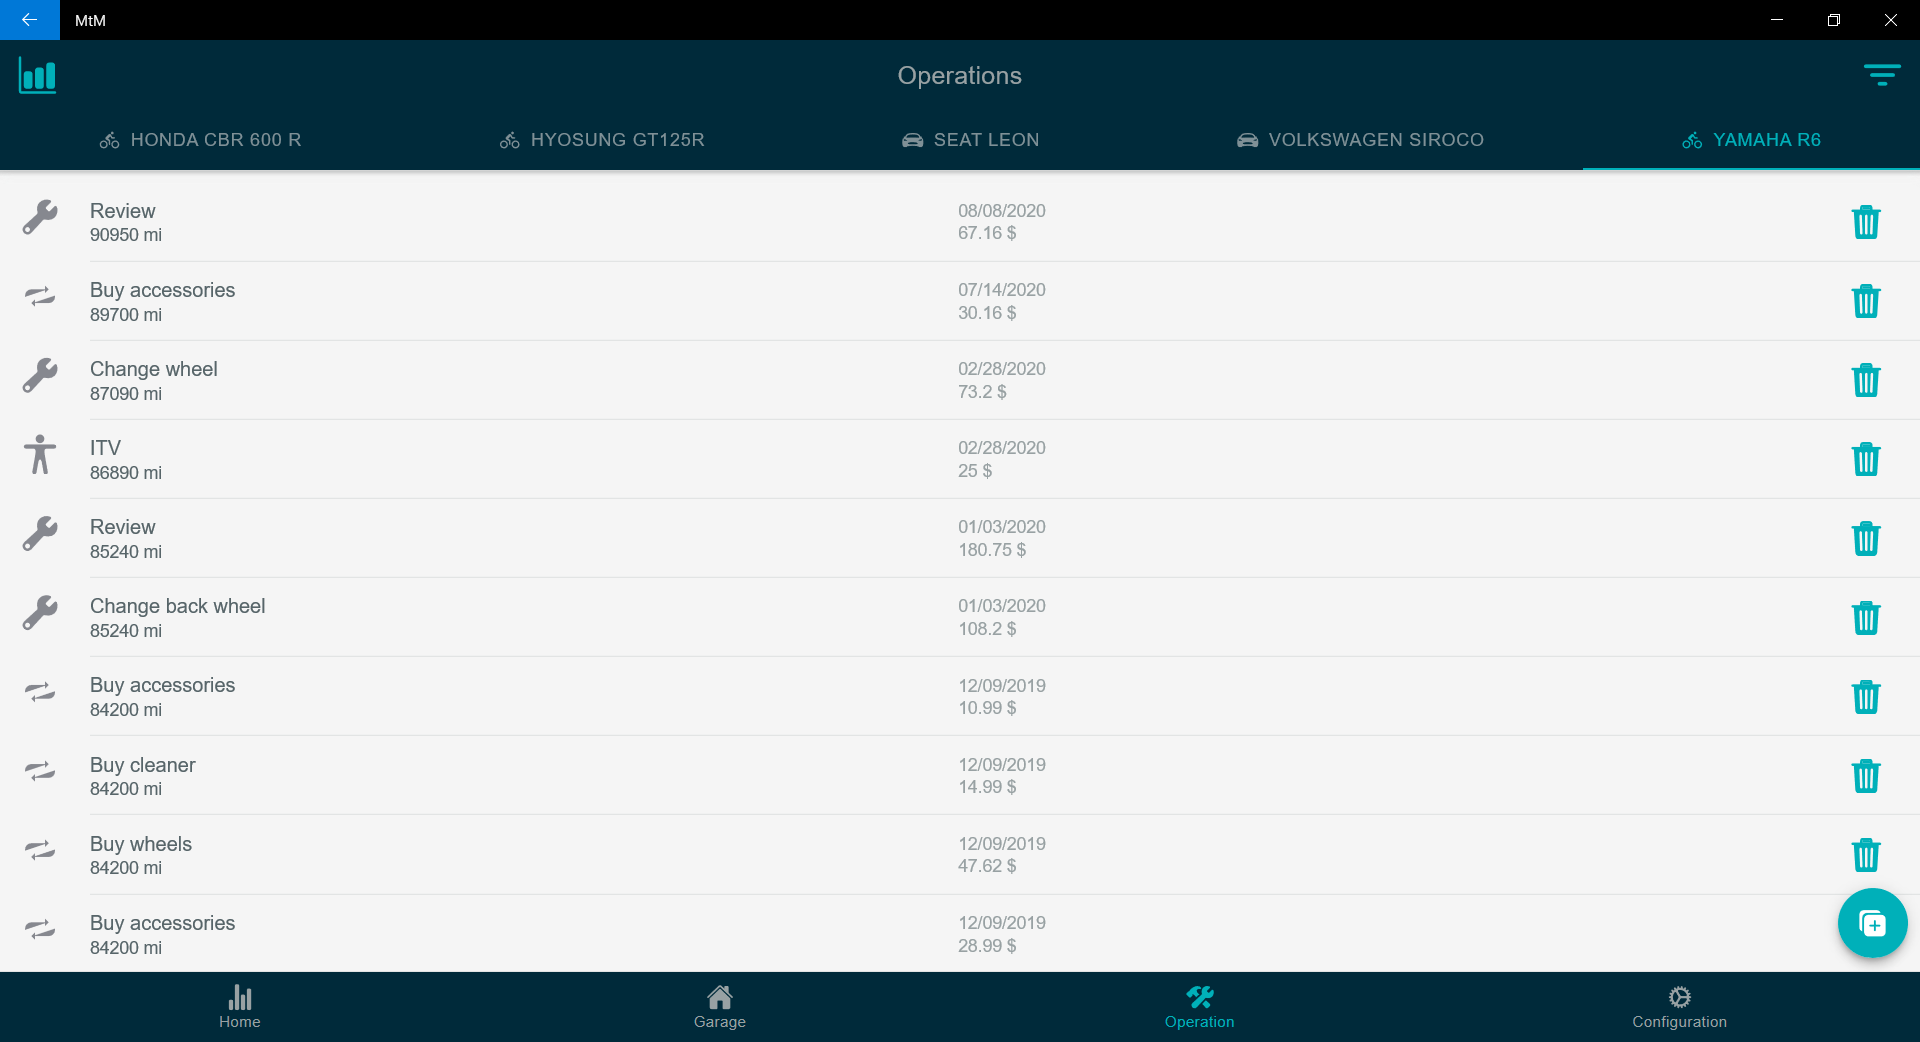 MtM
Operations
HONDA CBR 600 R
HYOSUNG GT125R
SEAT LEON
VOLKSWAGEN SIROCO
YAMAHA R6
Review
08/08/2020
90950 mi
67.16 $
Buy accessories
07/14/2020
89700 mi
30.16 $
Change wheel
02/28/2020
87090 mi
73.2 $
ITV
02/28/2020
86890 mi
25 $
Review
01/03/2020
85240 mi
180.75 $
Change back wheel
01/03/2020
85240 mi
108.2 $
Buy accessories
12/09/2019
84200 mi
10.99 $
Buy cleaner
12/09/2019
84200 mi
14.99 $
Buy wheels
12/09/2019
84200 mi
47.62 $
Buy accessories
12/09/2019
84200 mi
28.99 $
Home
Garage
Operation
Configuration